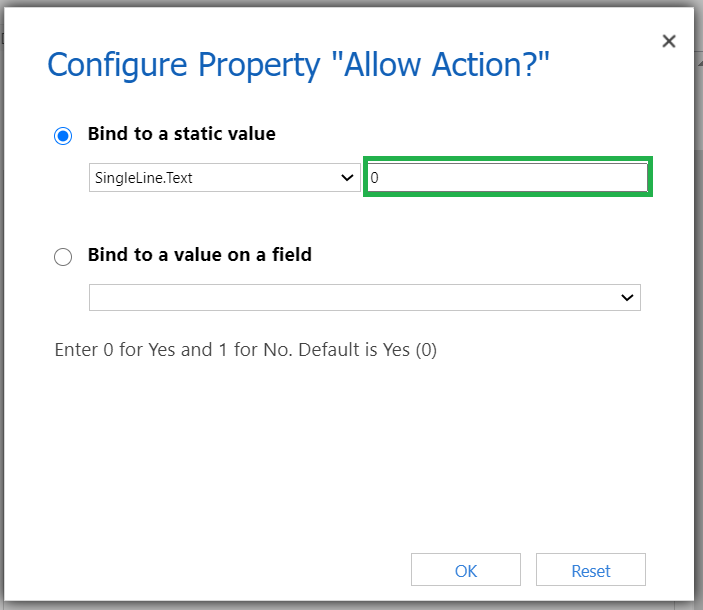 Configure Property "Allow Action?"
Bind to a static value
SingleLine.Text
0
Bind to a value on a field
Enter 0 for Yes and 1 for No. Default is Yes (0)
OK
Reset